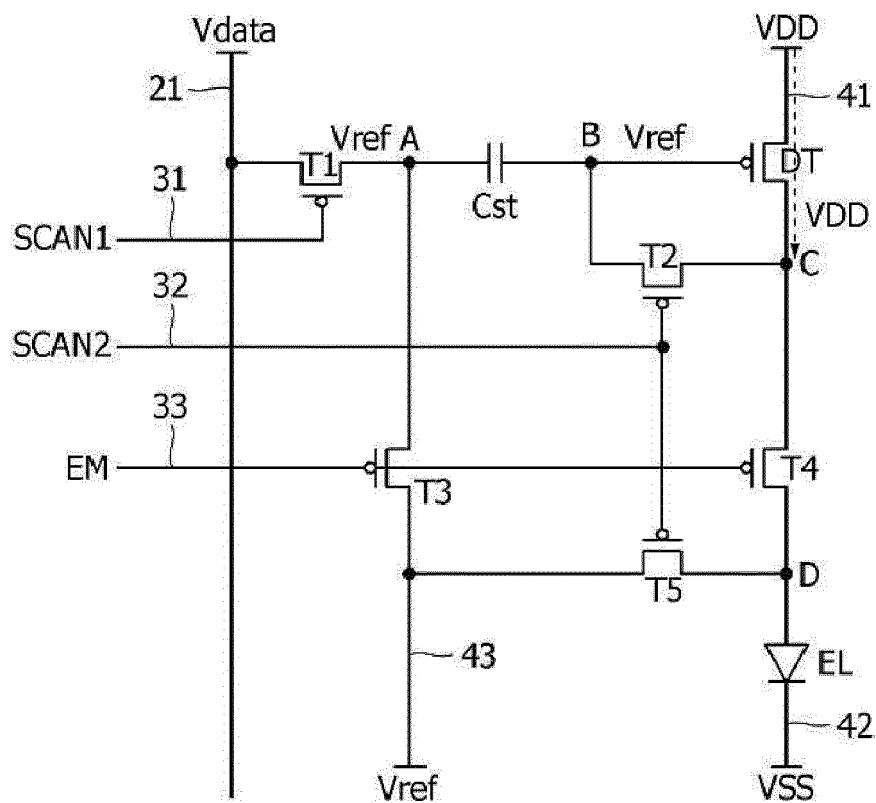 Vdata
VDD
21
41
Vref A
B
Vref
T1
DT
31
Cst
VDD
SCAN1
T2
C
32
SCAN2
33
EM
T3
T4
T5
D
43
EL
42
Vref
VSS